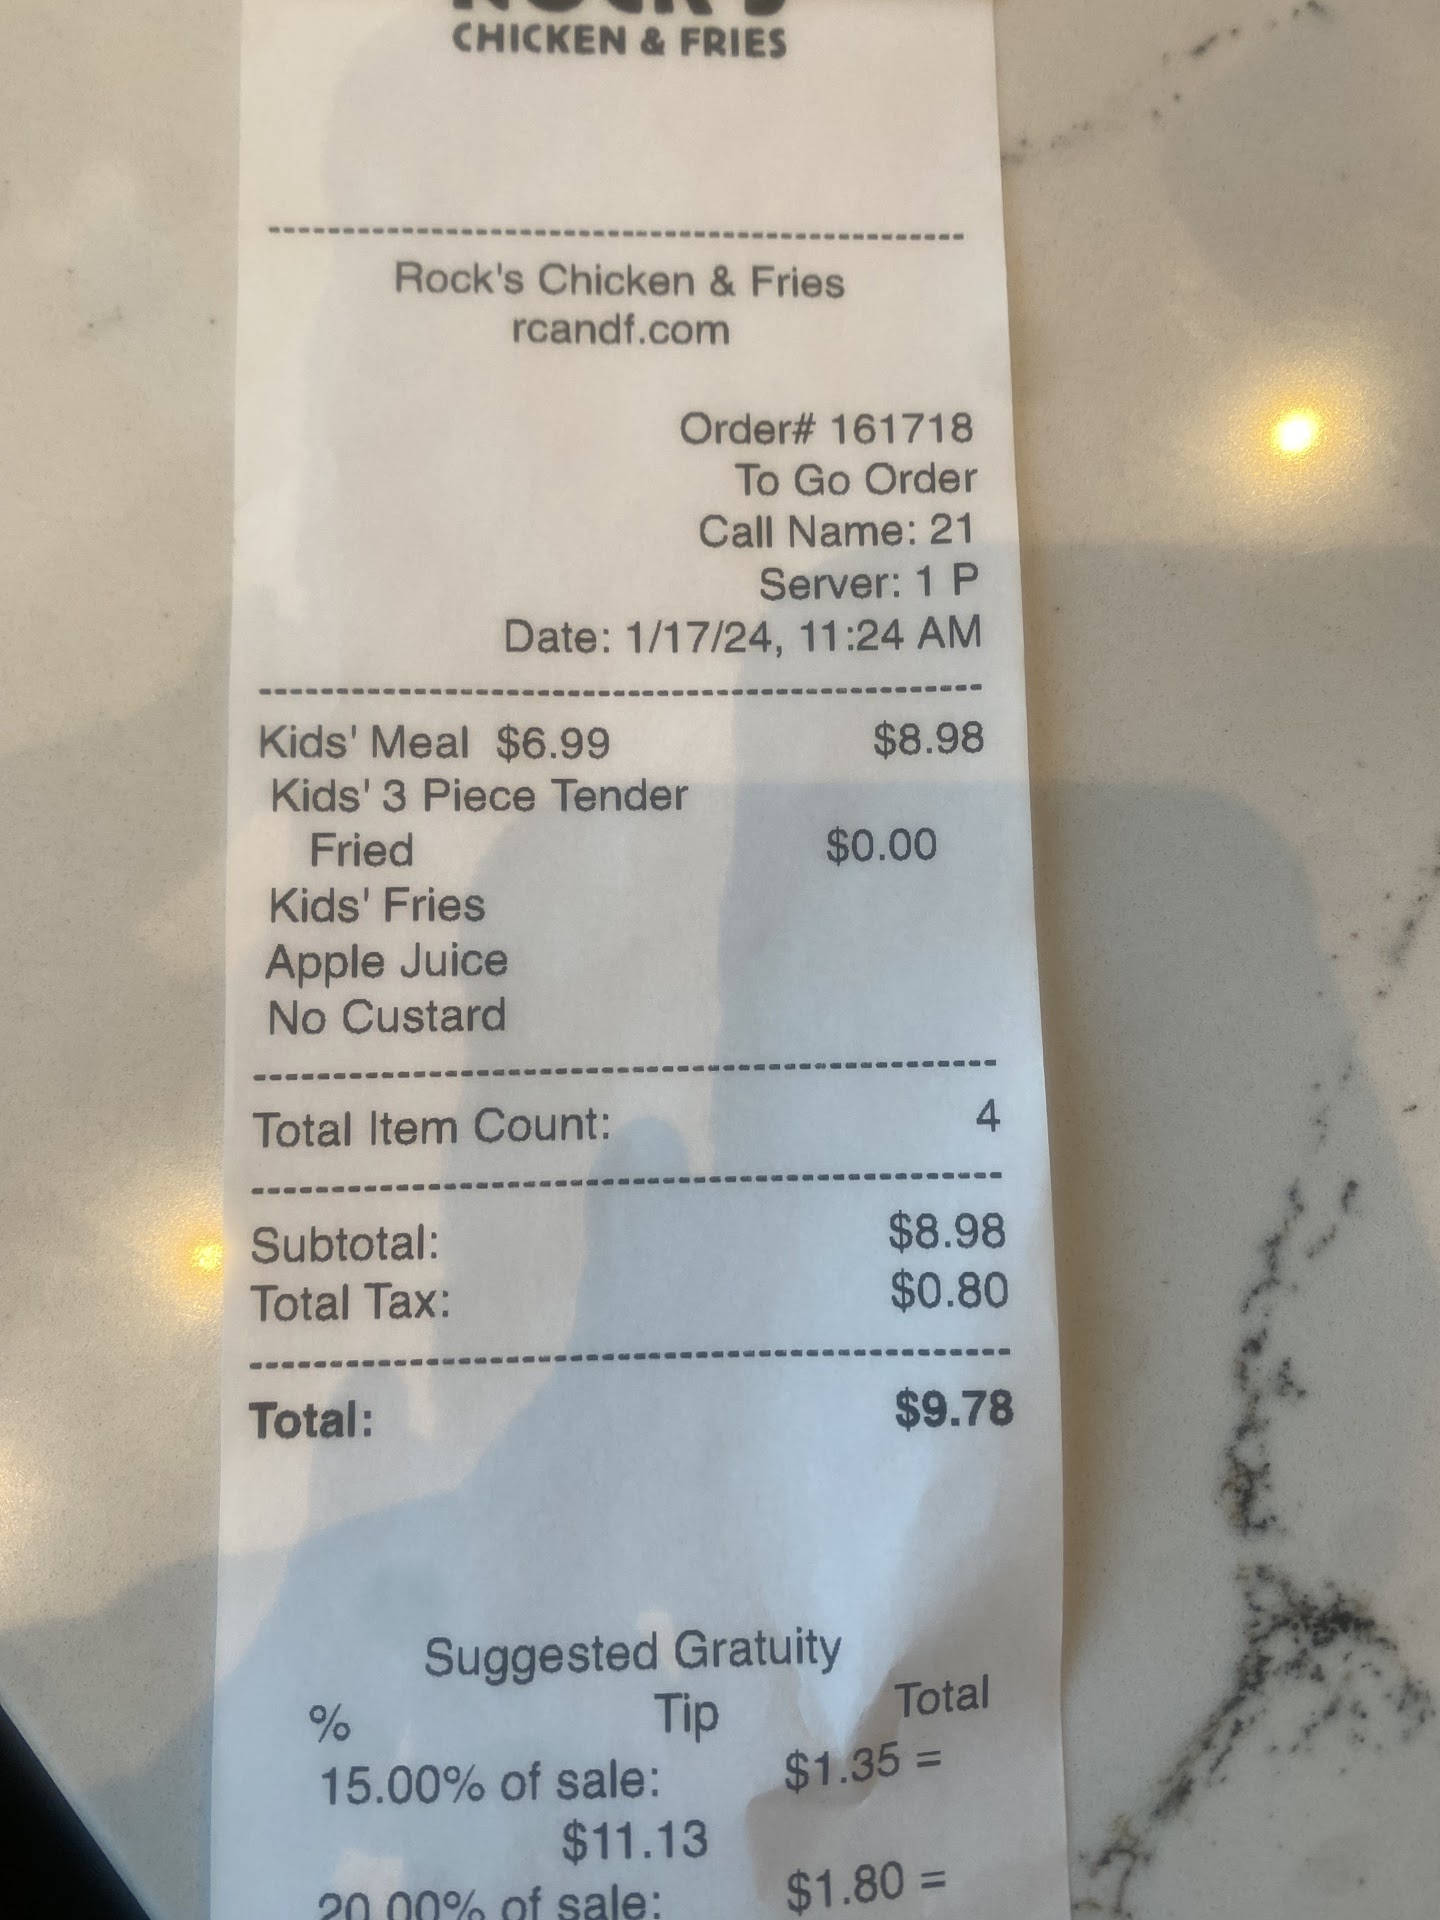 ROCK'S
CHICKEN & FRIES
Rock's Chicken & Fries
rcandf.com
Order# 161718
To Go Order
Call Name: 21
Server: 1 P
Date: 1/17/24, 11:24 AM
Kids' Meal $6.99 $8.98
Kids' 3 Piece Tender
Fried $0.00
Kids' Fries
Apple Juice
No Custard
Total Item Count: 4
Subtotal: $8.98
Total Tax: $0.80
Total: $9.78
Suggested Gratuity
% Tip Total
15.00% of sale: $1.35 =
$11.13
20.00% of sale: $1.80 =